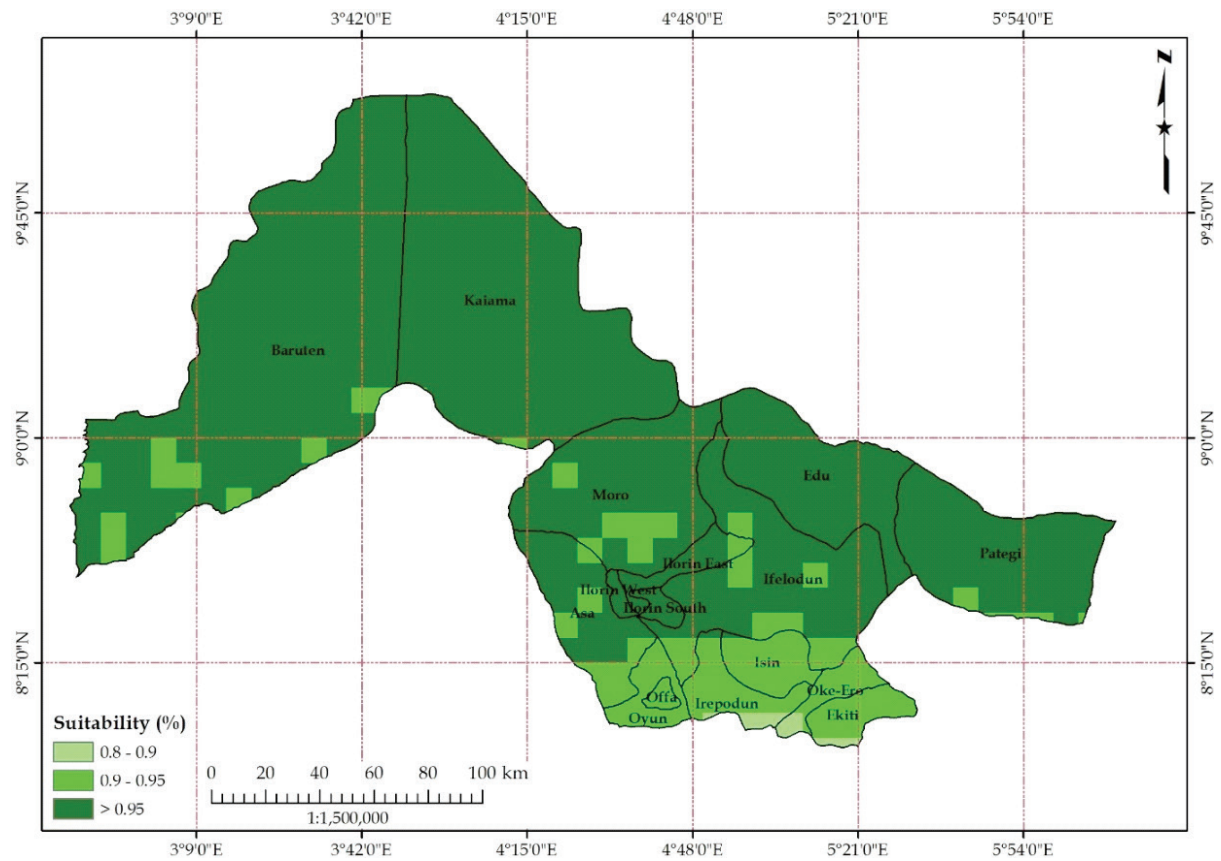 3°9'0"E 3°42'0"E 4°15'0"E 4°48'0"E 5°21'0"E 5°54'0"E
N
9°45'0"N 9°45'0"N
Kaiama
Baruten
9°0'0"N 9°0'0"N
Edu
Moro
Pategi
Ilorin East
Ifelodun
Ilorin West
Ilorin South
Asa
8°15'0"N 8°15'0"N
Isin
Oke-Ero
Offa
Irepodun
Ekiti
Oyun
Suitability (%)
0.8 - 0.9
0.9 - 0.95
> 0.95
0 20 40 60 80 100 km
1:1,500,000
3°9'0"E 3°42'0"E 4°15'0"E 4°48'0"E 5°21'0"E 5°54'0"E